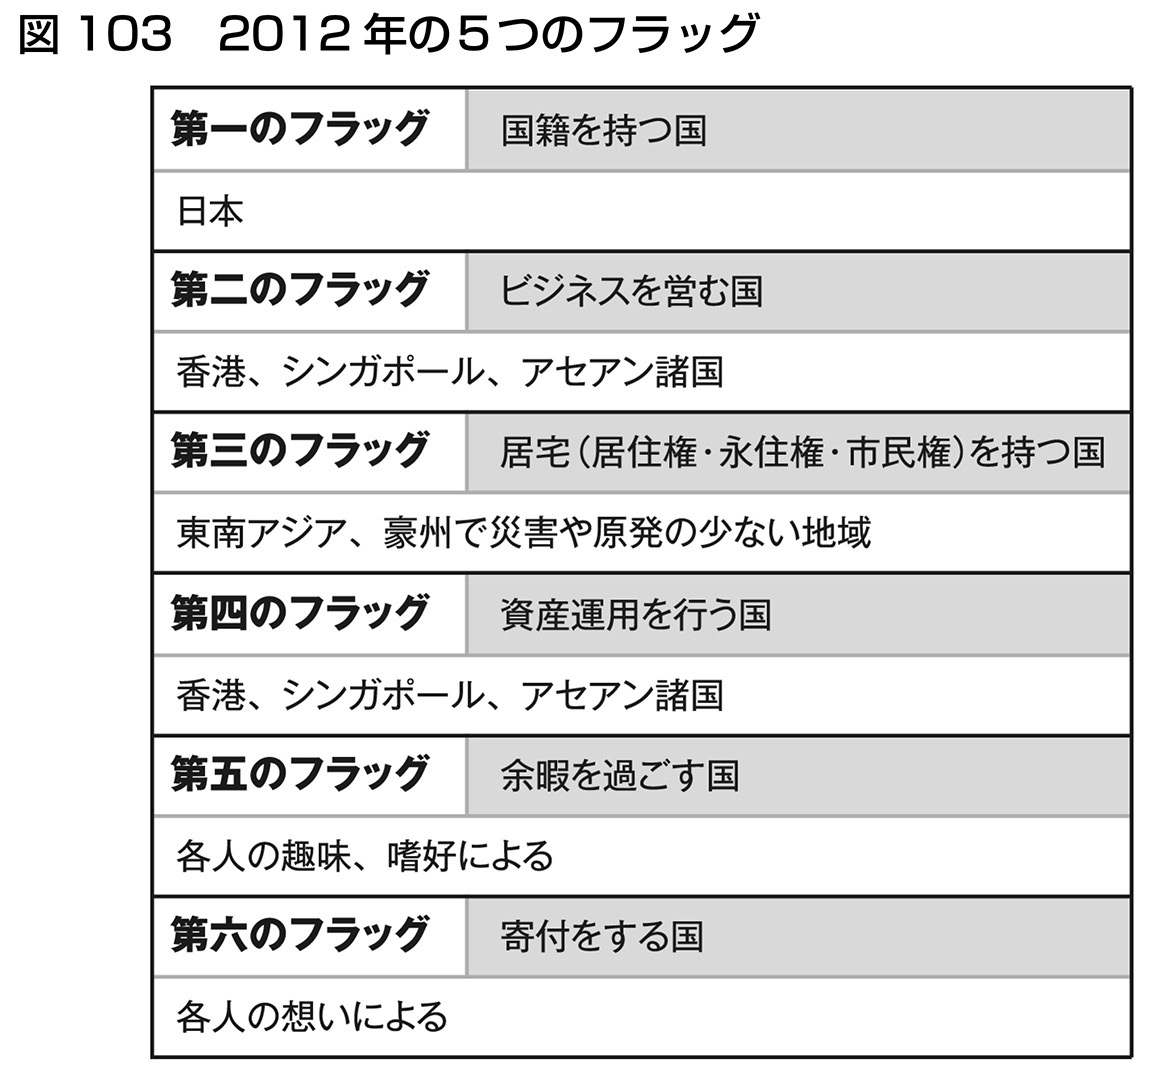 図103 2012年の5つのフラッグ
第一のフラッグ 国籍を持つ国
日本
第二のフラッグ ビジネスを営む国
香港、シンガポール、アセアン諸国
第三のフラッグ 居宅(居住権・永住権・市民権)を持つ国
東南アジア、豪州で災害や原発の少ない地域
第四のフラッグ 資産運用を行う国
香港、シンガポール、アセアン諸国
第五のフラッグ 余暇を過ごす国
各人の趣味、嗜好による
第六のフラッグ 寄付をする国
各人の想いによる